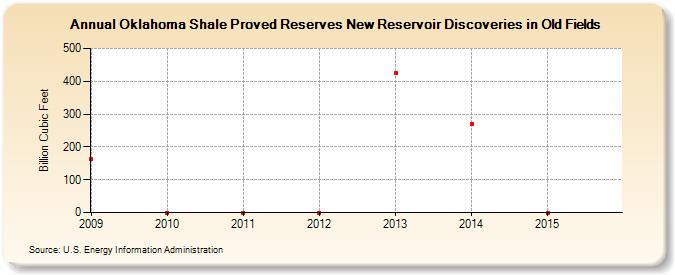 Annual Oklahoma Shale Proved Reserves New Reservoir Discoveries in Old Fields
Billion Cubic Feet
500
400
300
200
100
0
2009 2010 2011 2012 2013 2014 2015
Source: U.S. Energy Information Administration